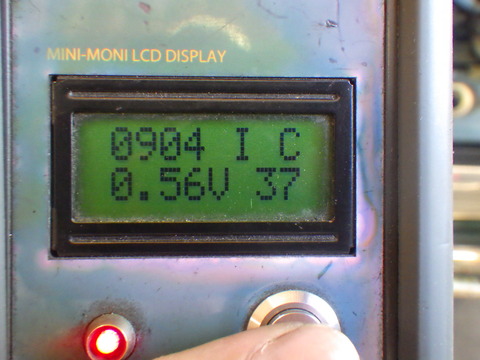 MINI-MONI LCD DISPLAY
0904 I C
0.56V 37